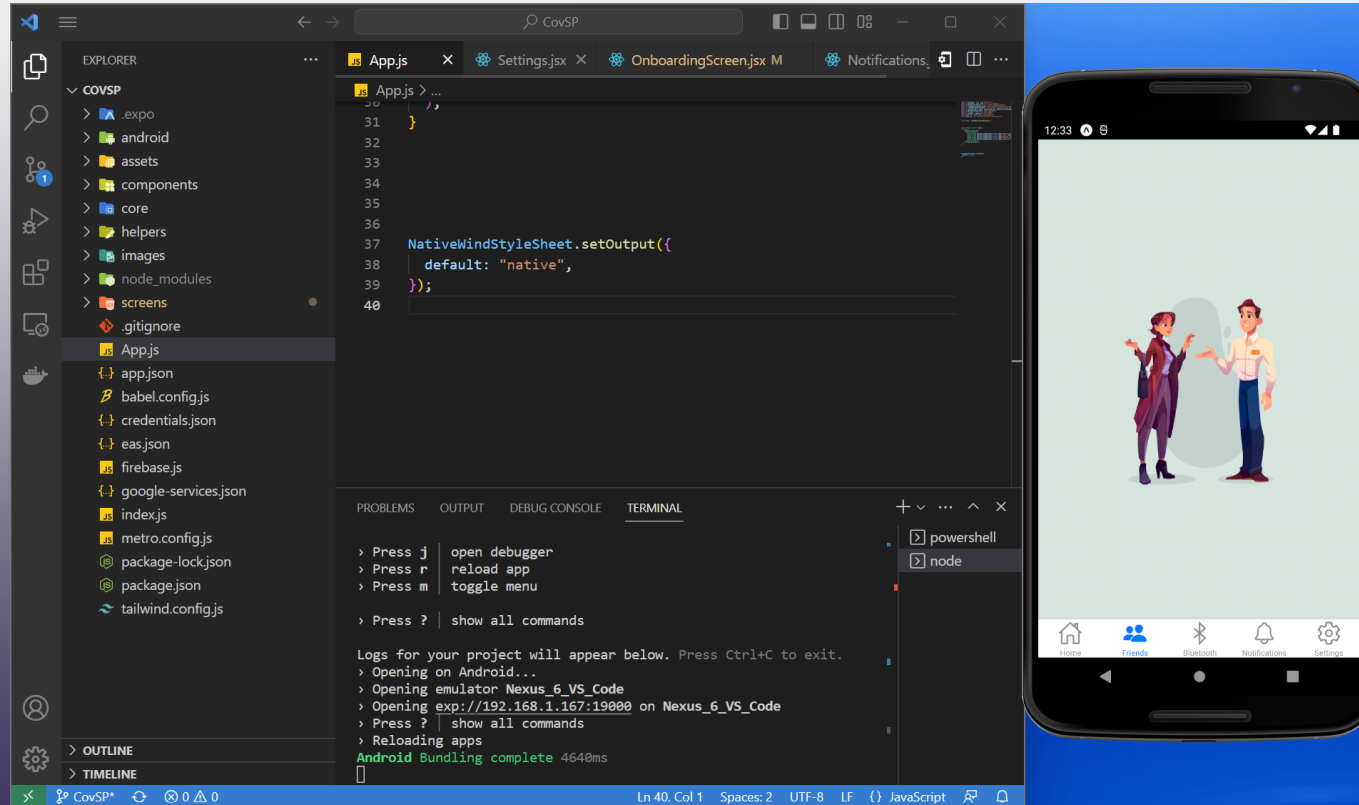 CovSP
EXPLORER
COVSP
.expo
android
assets
components
core
helpers
images
node_modules
screens
.gitignore
App.js
app.json
babel.config.js
credentials.json
eas.json
firebase.js
google-services.json
index.js
metro.config.js
package-lock.json
package.json
tailwind.config.js
OUTLINE
TIMELINE
JS App.js Settings.jsx OnboardingScreen.jsx M Notifications.
JS App.js > ...
30 );
31 }
32
33
34
35
36
37 NativeWindStyleSheet.setOutput({
38 default: "native",
39 });
40
PROBLEMS OUTPUT DEBUG CONSOLE TERMINAL
› Press j │ open debugger
› Press r │ reload app
› Press m │ toggle menu
› Press ? │ show all commands
Logs for your project will appear below. Press Ctrl+C to exit.
› Opening on Android...
› Opening emulator Nexus_6_VS_Code
› Opening exp://192.168.1.167:19000 on Nexus_6_VS_Code
› Press ? │ show all commands
› Reloading apps
Android Bundling complete 4640ms
powershell
node
1
CovSP* 0 0 Ln 40, Col 1 Spaces: 2 UTF-8 LF {} JavaScript
12:33
Home Friends Bluetooth Notifications Settings